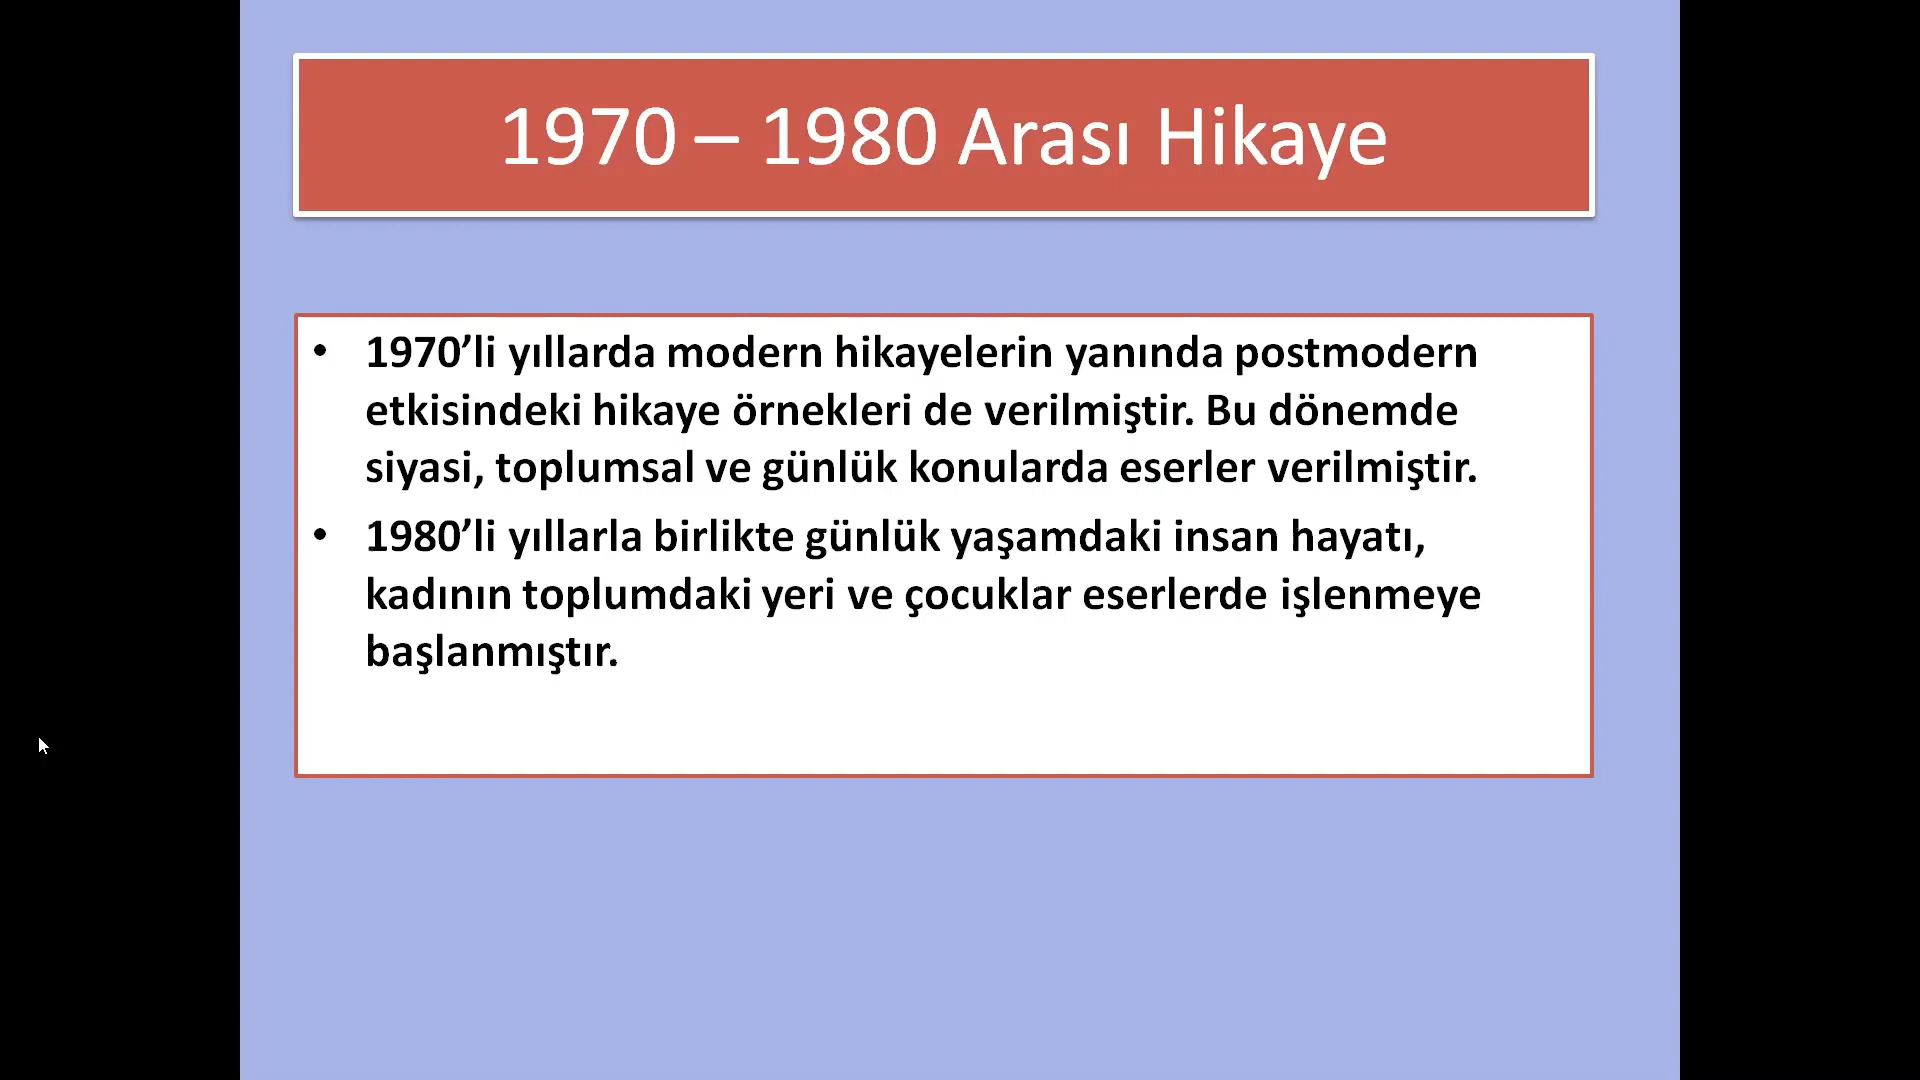 1970 – 1980 Arası Hikaye
• 1970’li yıllarda modern hikayelerin yanında postmodern
etkisindeki hikaye örnekleri de verilmiştir. Bu dönemde
siyasi, toplumsal ve günlük konularda eserler verilmiştir.
• 1980’li yıllarla birlikte günlük yaşamdaki insan hayatı,
kadının toplumdaki yeri ve çocuklar eserlerde işlenmeye
başlanmıştır.